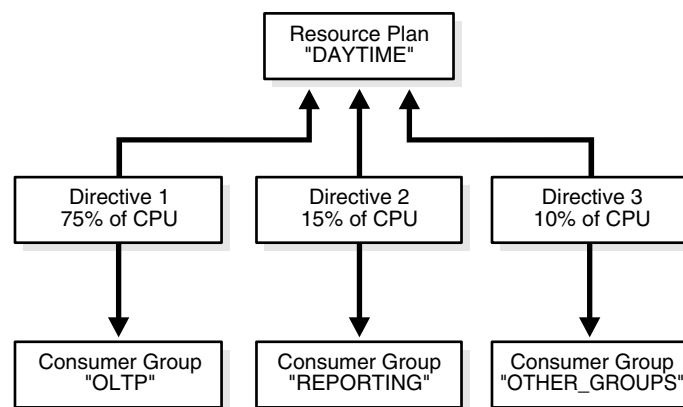 Resource Plan
"DAYTIME"
Directive 1
75% of CPU
Directive 2
15% of CPU
Directive 3
10% of CPU
Consumer Group
"OLTP"
Consumer Group
"REPORTING"
Consumer Group
"OTHER_GROUPS"